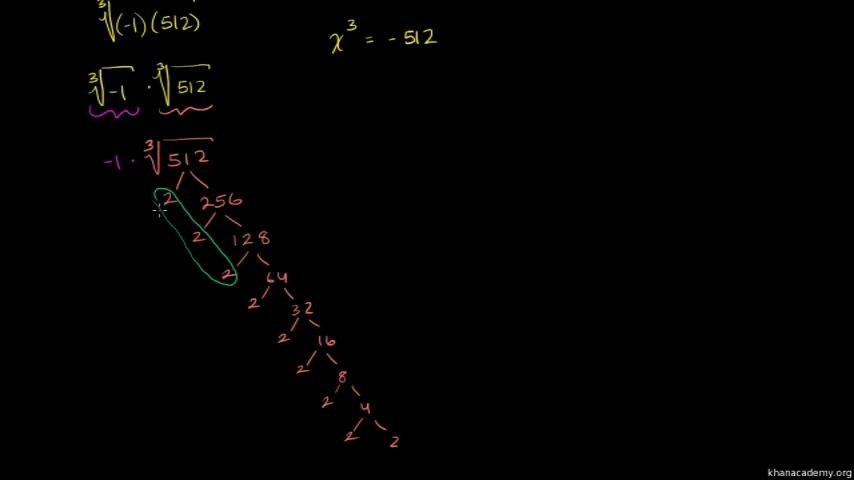 ∛(-1)(512)
x³ = -512
∛-1 · ∛512
-1 · ∛512
2 256
2 128
2 64
2 32
2 16
2 8
2 4
2 2
khanacademy.org